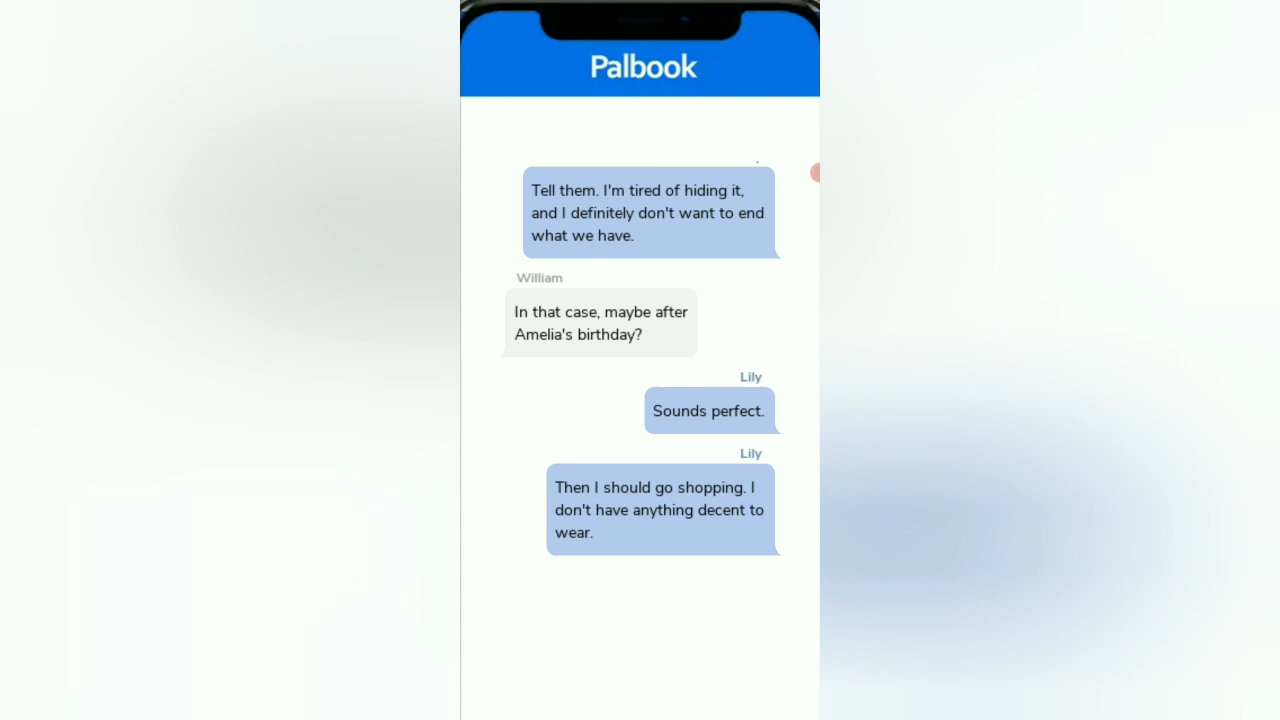 Palbook
Tell them. I'm tired of hiding it,
and I definitely don't want to end
what we have.
William
In that case, maybe after
Amelia's birthday?
Lily
Sounds perfect.
Lily
Then I should go shopping. I
don't have anything decent to
wear.